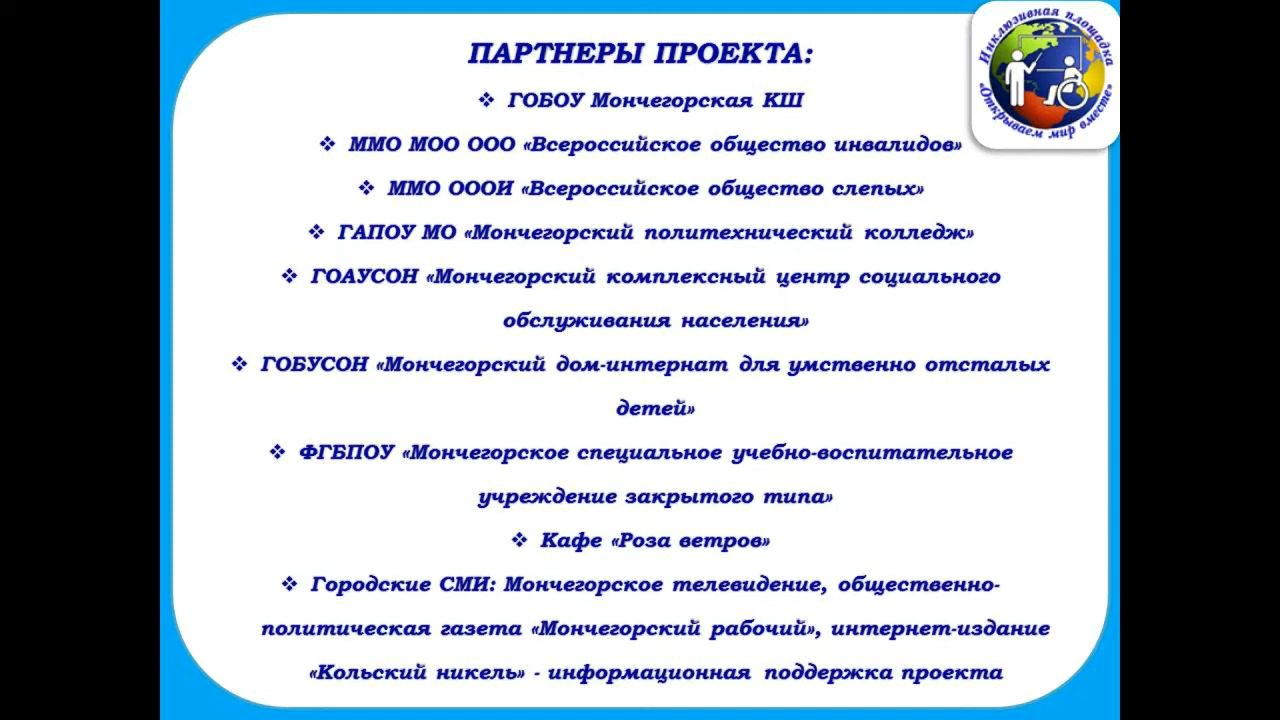 ПАРТНЕРЫ ПРОЕКТА:
❖ ГОБОУ Мончегорская КШ
❖ ММО МОО ООО «Всероссийское общество инвалидов»
❖ ММО ОООИ «Всероссийское общество слепых»
❖ ГАПОУ МО «Мончегорский политехнический колледж»
❖ ГОАУСОН «Мончегорский комплексный центр социального
обслуживания населения»
❖ ГОБУСОН «Мончегорский дом-интернат для умственно отсталых
детей»
❖ ФГБПОУ «Мончегорское специальное учебно-воспитательное
учреждение закрытого типа»
❖ Кафе «Роза ветров»
❖ Городские СМИ: Мончегорское телевидение, общественно-
политическая газета «Мончегорский рабочий», интернет-издание
«Кольский никель» - информационная поддержка проекта
Инклюзивная площадка
«Открываем мир вместе»